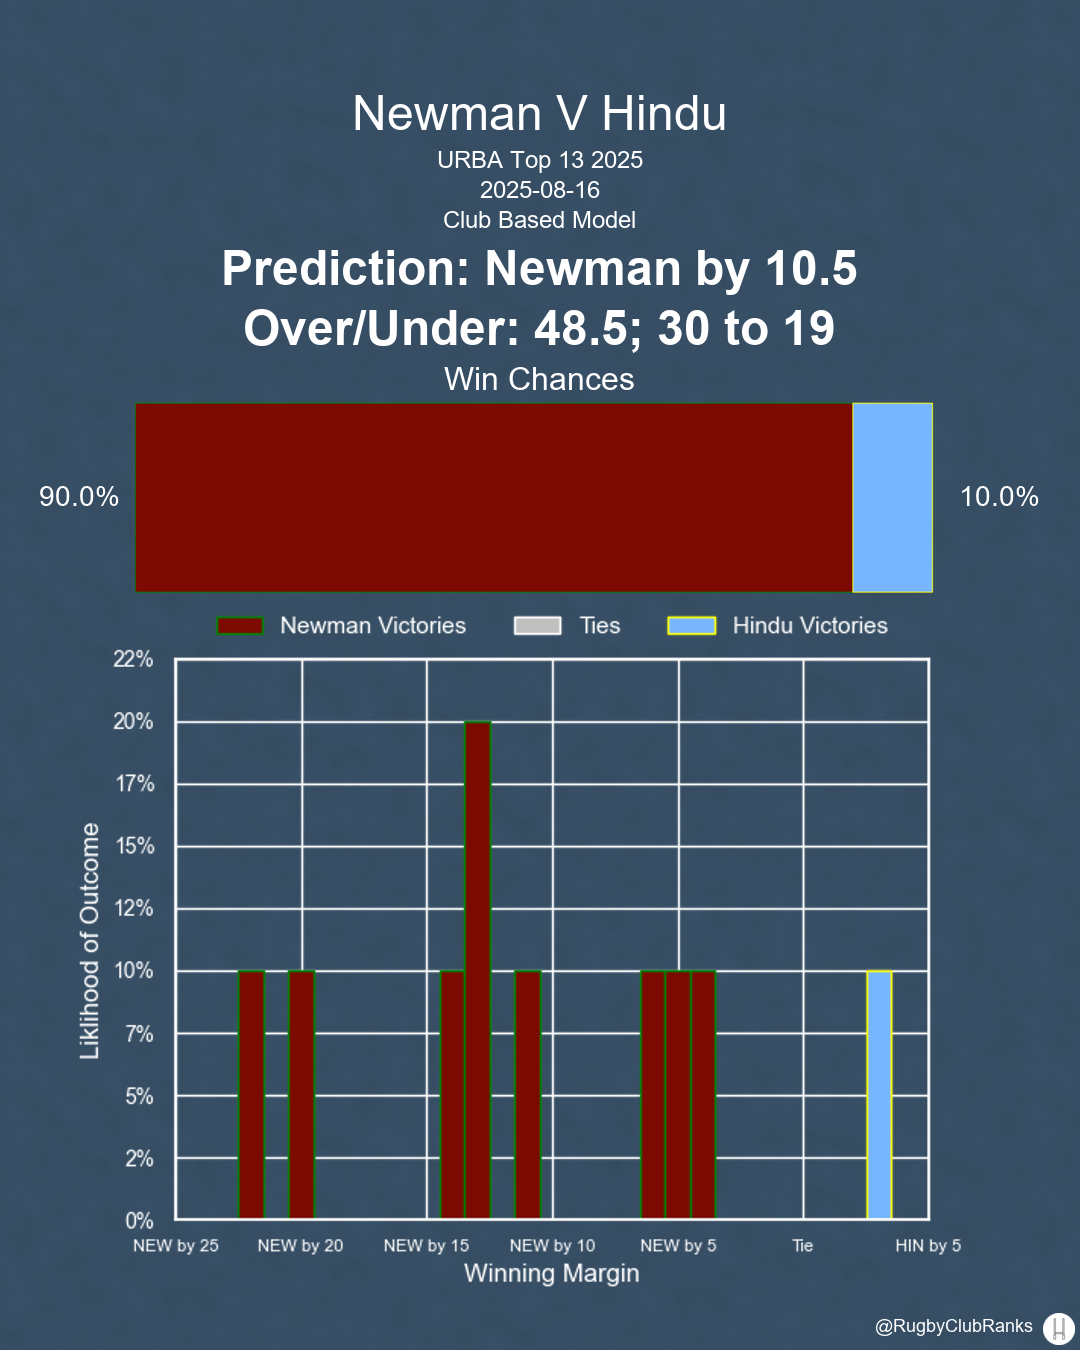 Newman V Hindu
URBA Top 13 2025
2025-08-16
Club Based Model
Prediction: Newman by 10.5
Over/Under: 48.5; 30 to 19
Win Chances
90.0%
10.0%
Newman Victories
Ties
Hindu Victories
22%
20%
17%
15%
12%
10%
7%
5%
2%
0%
Liklihood of Outcome
NEW by 25
NEW by 20
NEW by 15
NEW by 10
NEW by 5
Tie
HIN by 5
Winning Margin
@RugbyClubRanks